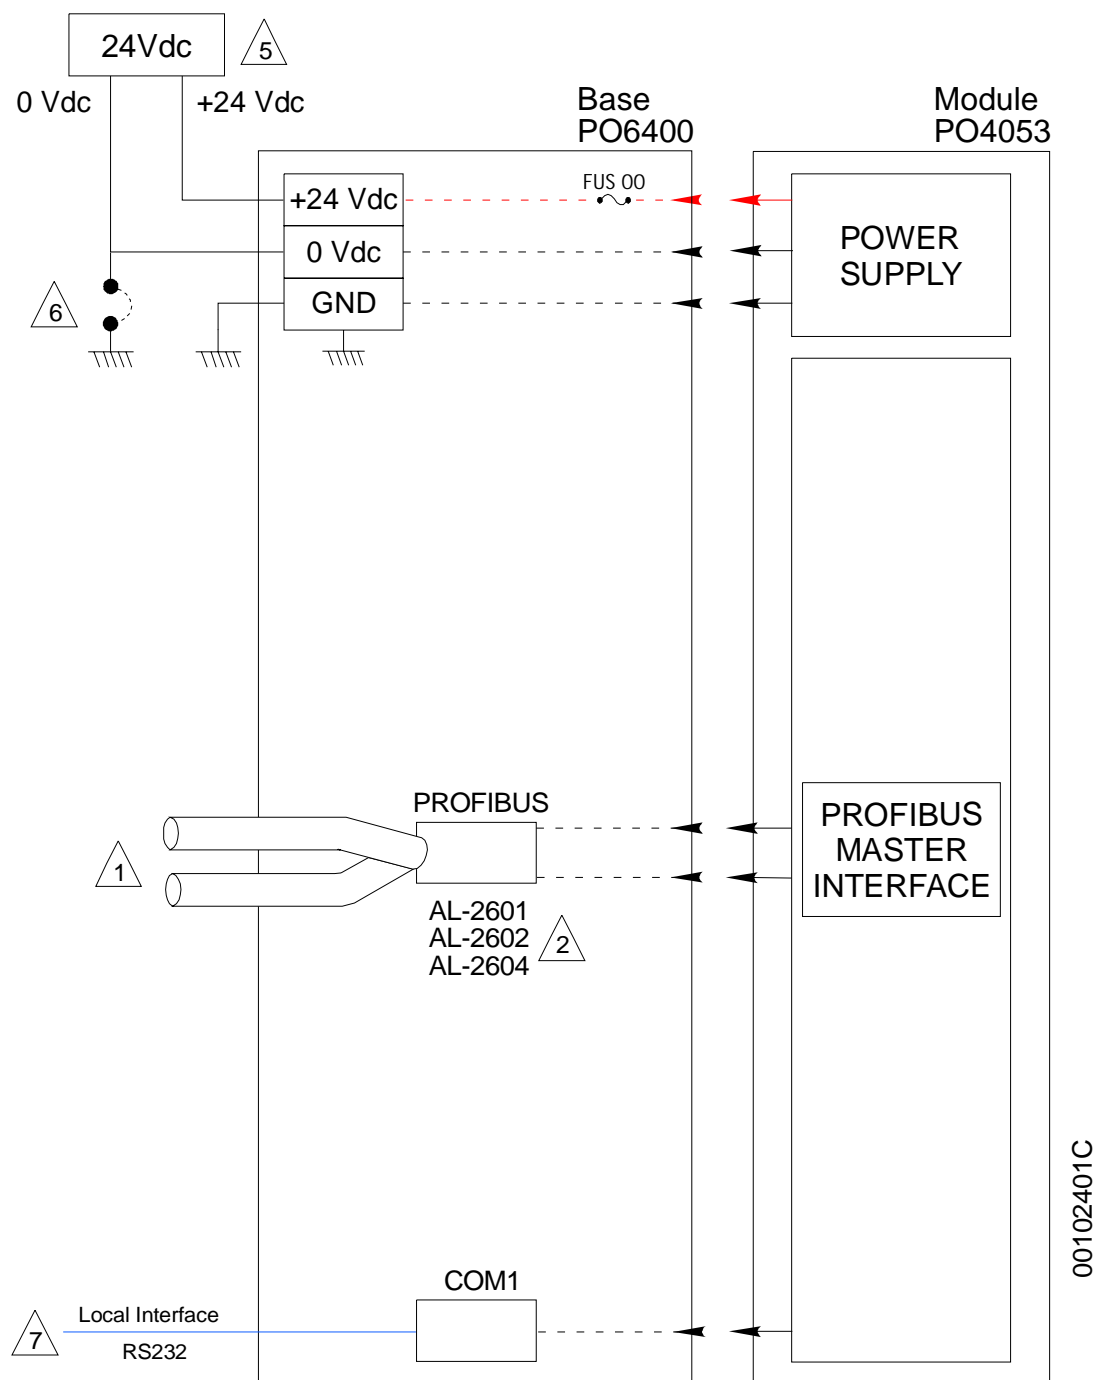 24Vdc
5
0 Vdc
+24 Vdc
Base
PO6400
Module
PO4053
+24 Vdc
FUS 00
0 Vdc
GND
POWER
SUPPLY
6
PROFIBUS
1
AL-2601
AL-2602
AL-2604
2
PROFIBUS
MASTER
INTERFACE
00102401C
COM1
7
Local Interface
RS232